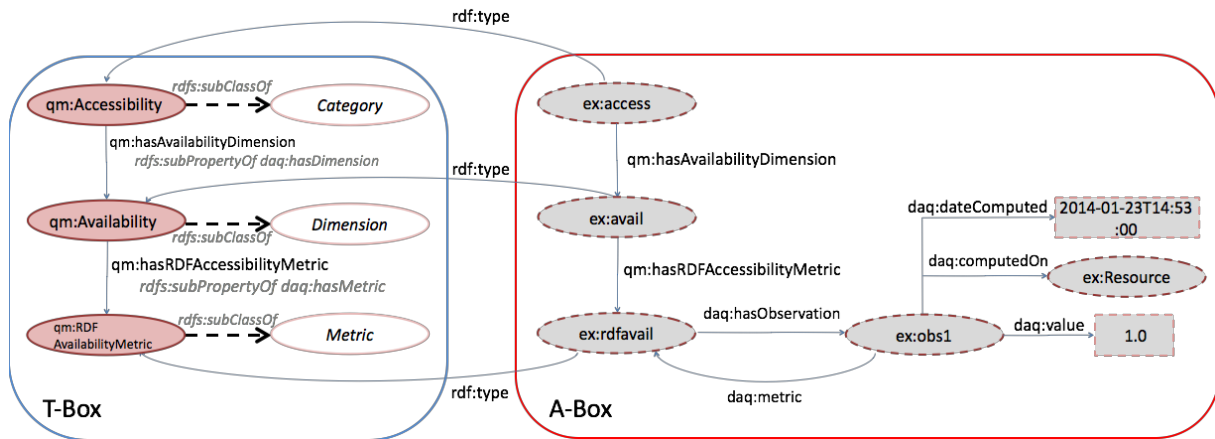 rdf:type
rdfs:subClassOf
qm:Accessibility
Category
ex:access
qm:hasAvailabilityDimension
rdfs:subPropertyOf daq:hasDimension
qm:hasAvailabilityDimension
rdf:type
qm:Availability
rdfs:subClassOf
Dimension
ex:avail
daq:dateComputed
2014-01-23T14:53
:00
qm:hasRDFAccessibilityMetric
rdfs:subPropertyOf daq:hasMetric
qm:hasRDFAccessibilityMetric
daq:computedOn
ex:Resource
rdfs:subClassOf
qm:RDF
AvailabilityMetric
Metric
ex:rdfavail
daq:hasObservation
ex:obs1
daq:value
1.0
rdf:type
daq:metric
T-Box
A-Box